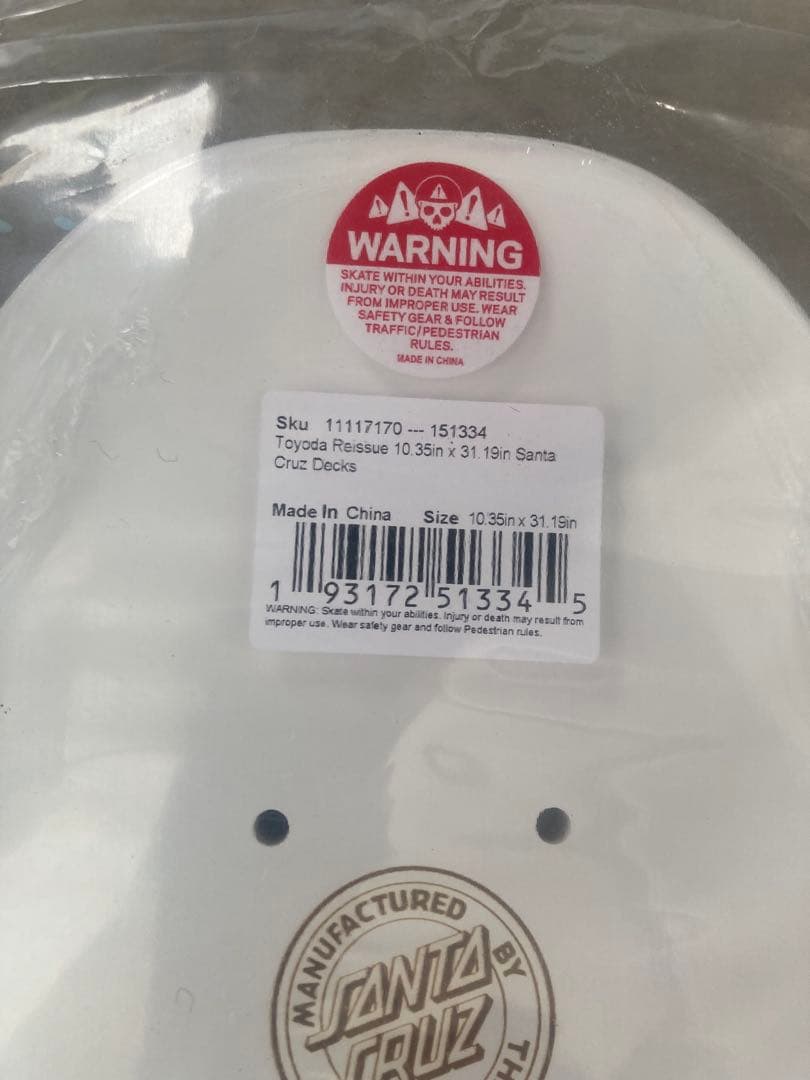 WARNING
SKATE WITHIN YOUR ABILITIES.
INJURY OR DEATH MAY RESULT
FROM IMPROPER USE. WEAR
SAFETY GEAR & FOLLOW
TRAFFIC/PEDESTRIAN
RULES.
MADE IN CHINA
Sku 11117170 --- 151334
Toyoda Reissue 10.35in x 31.19in Santa
Cruz Decks
Made In China Size 10.35in x 31.19in
1 93172 51334 5
WARNING: Skate within your abilities. Injury or death may result from
improper use. Wear safety gear and follow Pedestrian rules.
MANUFACTURED BY
SANTA
CRUZ